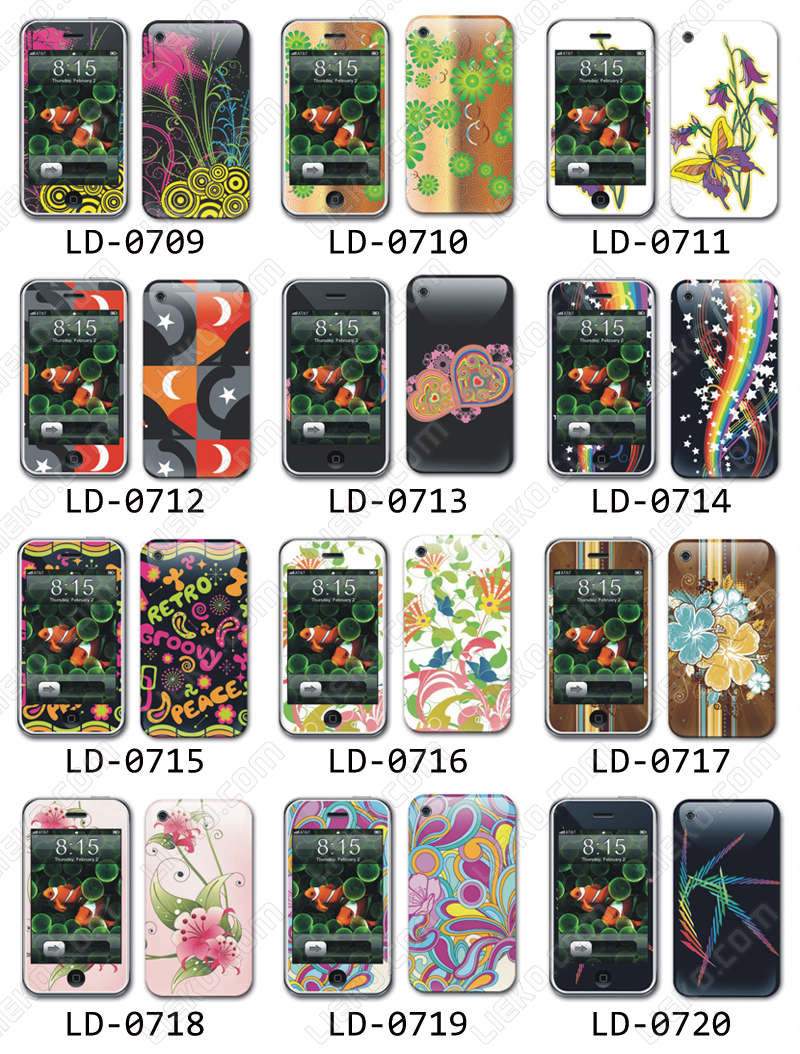 AT&T AT&T AT&T
8:15 8:15 8:15
Thursday, February 2 Thursday, February 2 Thursday, February 2
LD-0709 LD-0710 LD-0711
AT&T AT&T AT&T
8:15 8:15 8:15
Thursday, February 2 Thursday, February 2 Thursday, February 2
LD-0712 LD-0713 LD-0714
AT&T AT&T AT&T
8:15 8:15 8:15
Thursday, February 2 Thursday, February 2 Thursday, February 2
RETRO
GROOVY
PEACE
LD-0715 LD-0716 LD-0717
AT&T AT&T AT&T
8:15 8:15 8:15
Thursday, February 2 Thursday, February 2 Thursday, February 2
LD-0718 LD-0719 LD-0720
LIEKO.com